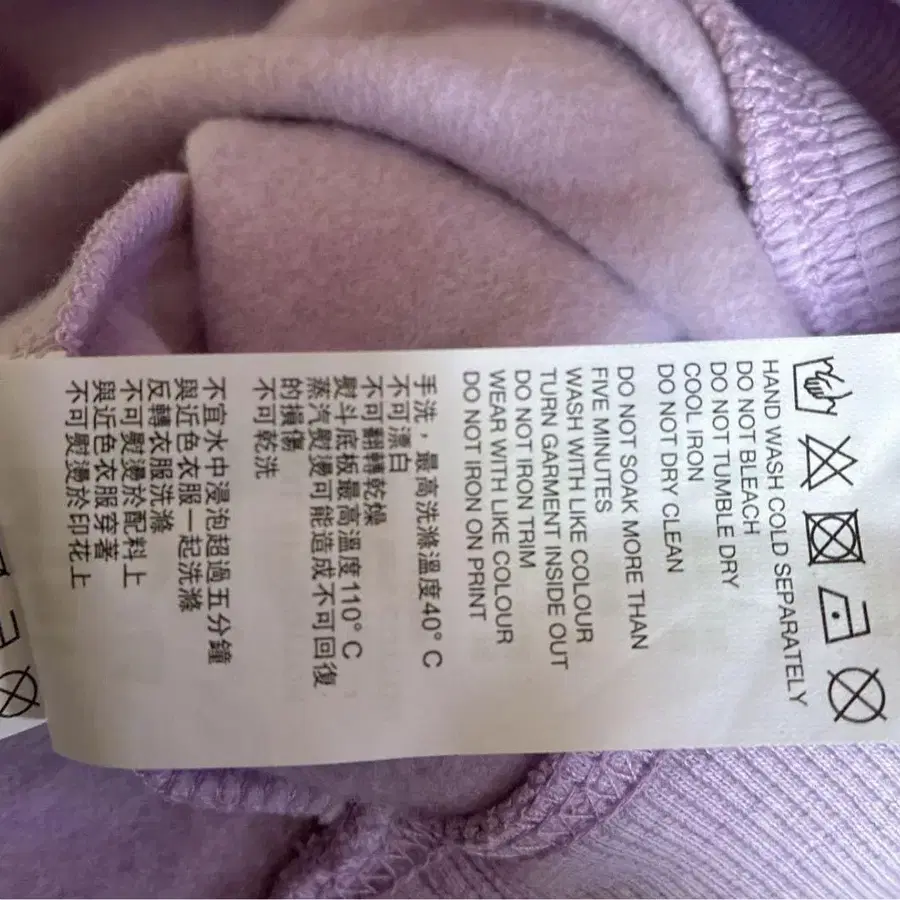 HAND WASH COLD SEPARATELY
DO NOT BLEACH
DO NOT TUMBLE DRY
COOL IRON
DO NOT DRY CLEAN
DO NOT SOAK MORE THAN
FIVE MINUTES
WASH WITH LIKE COLOUR
TURN GARMENT INSIDE OUT
DO NOT IRON TRIM
WEAR WITH LIKE COLOUR
DO NOT IRON ON PRINT
手洗，最高洗滌溫度40° C
不可漂白
不可翻轉乾燥
熨斗底板最高溫度110° C
蒸汽熨燙可能造成不可回復
的損傷
不可乾洗
不宜水中浸泡超過五分鐘
與近色衣服一起洗滌
反轉衣服洗滌
不可熨燙於配料上
與近色衣服穿著
不可熨燙於印花上